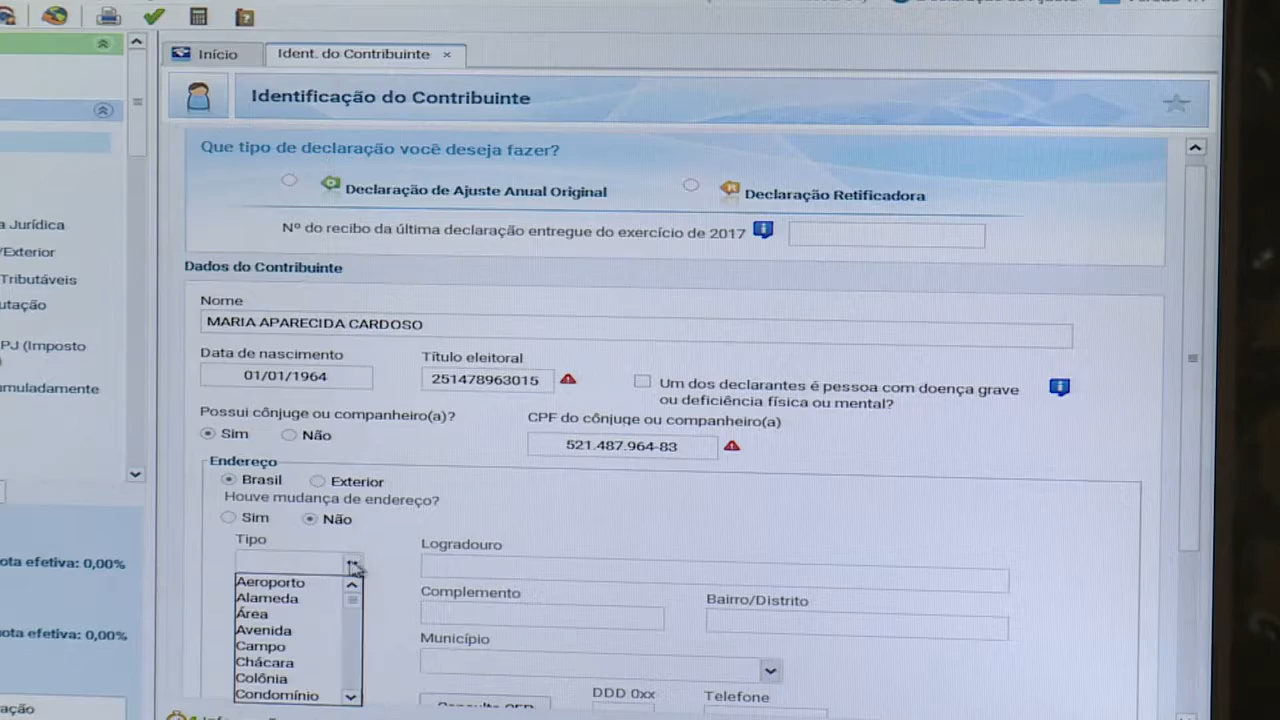 Início
Ident. do Contribuinte ×
Identificação do Contribuinte
Que tipo de declaração você deseja fazer?
Declaração de Ajuste Anual Original
Declaração Retificadora
Nº do recibo da última declaração entregue do exercício de 2017
a Jurídica
/Exterior
Tributáveis
utação
PJ (Imposto
muladamente
Dados do Contribuinte
Nome
MARIA APARECIDA CARDOSO
Data de nascimento
Título eleitoral
01/01/1964
251478963015
Um dos declarantes é pessoa com doença grave
ou deficiência física ou mental?
Possui cônjuge ou companheiro(a)?
CPF do cônjuge ou companheiro(a)
Sim
Não
521.487.964-83
Endereço
Brasil
Exterior
Houve mudança de endereço?
Sim
Não
Tipo
Logradouro
Aeroporto
Alameda
Área
Avenida
Campo
Chácara
Colônia
Condomínio
Complemento
Bairro/Distrito
Município
DDD 0xx
Telefone
ota efetiva: 0,00%
ota efetiva: 0,00%
ação